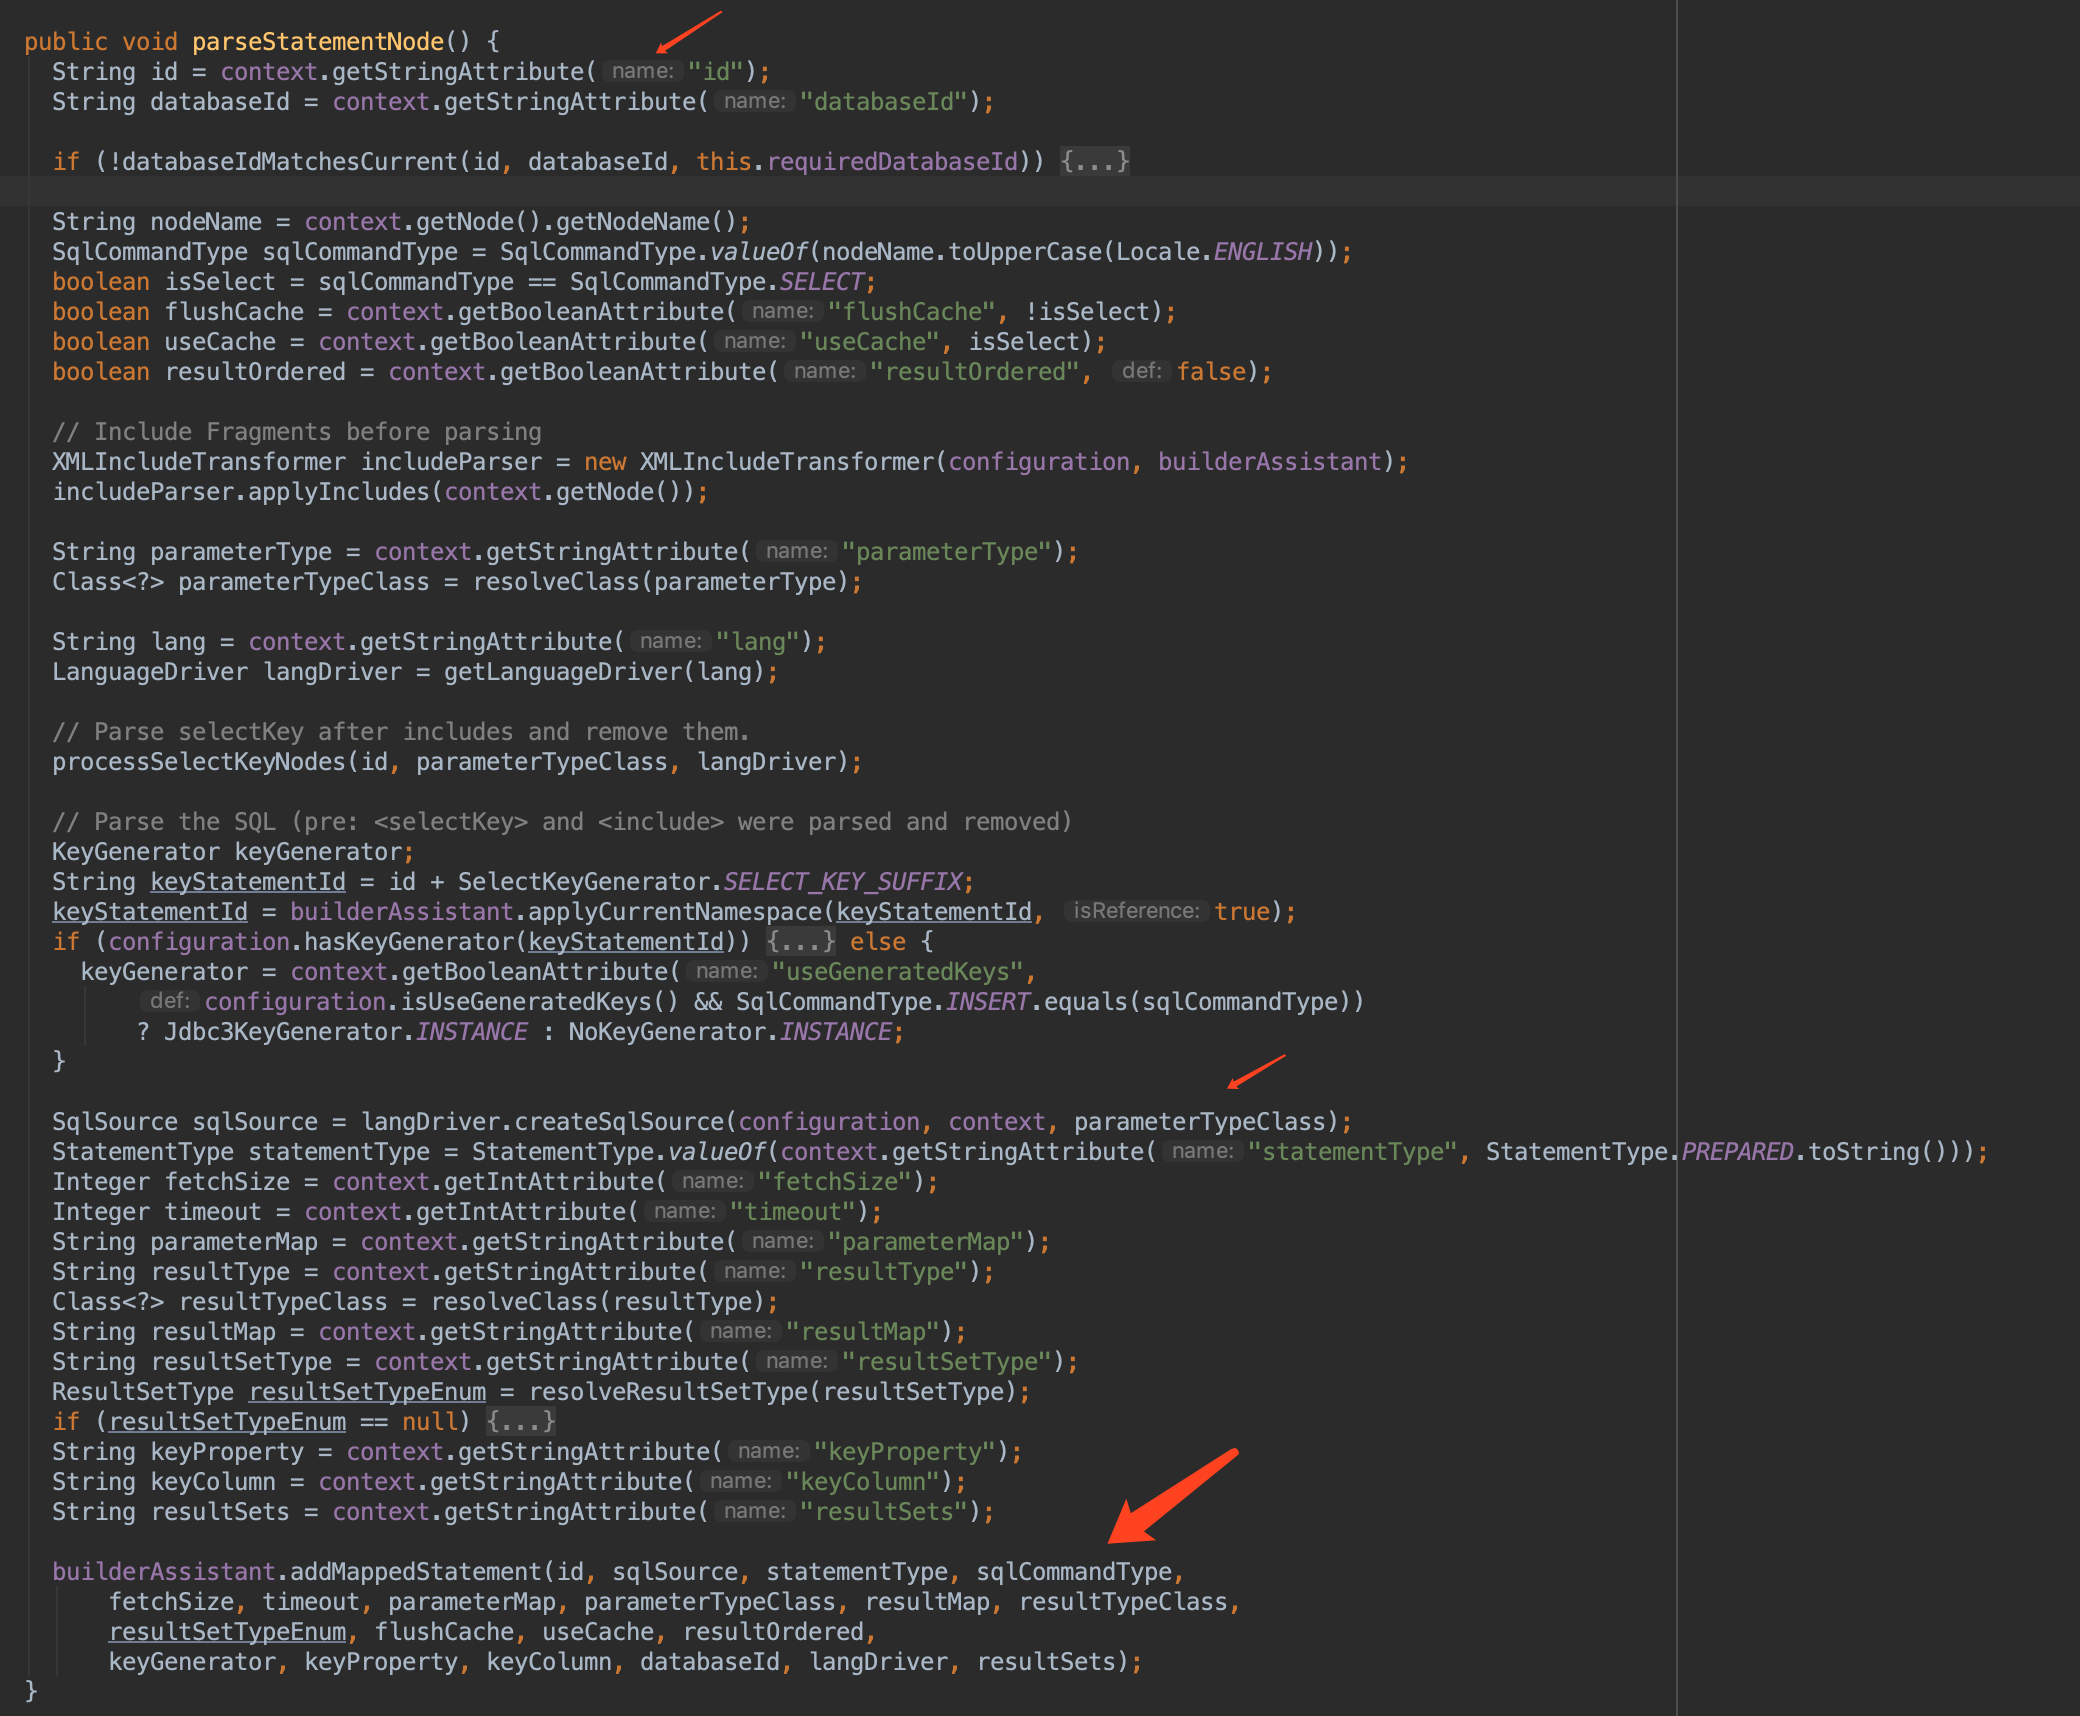 public void parseStatementNode() {
String id = context.getStringAttribute( name: "id");
String databaseId = context.getStringAttribute( name: "databaseId");
if (!databaseIdMatchesCurrent(id, databaseId, this.requiredDatabaseId)) {...}
String nodeName = context.getNode().getNodeName();
SqlCommandType sqlCommandType = SqlCommandType.valueOf(nodeName.toUpperCase(Locale.ENGLISH));
boolean isSelect = sqlCommandType == SqlCommandType.SELECT;
boolean flushCache = context.getBooleanAttribute( name: "flushCache", !isSelect);
boolean useCache = context.getBooleanAttribute( name: "useCache", isSelect);
boolean resultOrdered = context.getBooleanAttribute( name: "resultOrdered", def: false);
// Include Fragments before parsing
XMLIncludeTransformer includeParser = new XMLIncludeTransformer(configuration, builderAssistant);
includeParser.applyIncludes(context.getNode());
String parameterType = context.getStringAttribute( name: "parameterType");
Class<?> parameterTypeClass = resolveClass(parameterType);
String lang = context.getStringAttribute( name: "lang");
LanguageDriver langDriver = getLanguageDriver(lang);
// Parse selectKey after includes and remove them.
processSelectKeyNodes(id, parameterTypeClass, langDriver);
// Parse the SQL (pre: <selectKey> and <include> were parsed and removed)
KeyGenerator keyGenerator;
String keyStatementId = id + SelectKeyGenerator.SELECT_KEY_SUFFIX;
keyStatementId = builderAssistant.applyCurrentNamespace(keyStatementId, isReference: true);
if (configuration.hasKeyGenerator(keyStatementId)) {...} else {
keyGenerator = context.getBooleanAttribute( name: "useGeneratedKeys",
def: configuration.isUseGeneratedKeys() && SqlCommandType.INSERT.equals(sqlCommandType))
? Jdbc3KeyGenerator.INSTANCE : NoKeyGenerator.INSTANCE;
}
SqlSource sqlSource = langDriver.createSqlSource(configuration, context, parameterTypeClass);
StatementType statementType = StatementType.valueOf(context.getStringAttribute( name: "statementType", StatementType.PREPARED.toString()));
Integer fetchSize = context.getIntAttribute( name: "fetchSize");
Integer timeout = context.getIntAttribute( name: "timeout");
String parameterMap = context.getStringAttribute( name: "parameterMap");
String resultType = context.getStringAttribute( name: "resultType");
Class<?> resultTypeClass = resolveClass(resultType);
String resultMap = context.getStringAttribute( name: "resultMap");
String resultSetType = context.getStringAttribute( name: "resultSetType");
ResultSetType resultSetTypeEnum = resolveResultSetType(resultSetType);
if (resultSetTypeEnum == null) {...}
String keyProperty = context.getStringAttribute( name: "keyProperty");
String keyColumn = context.getStringAttribute( name: "keyColumn");
String resultSets = context.getStringAttribute( name: "resultSets");
builderAssistant.addMappedStatement(id, sqlSource, statementType, sqlCommandType,
fetchSize, timeout, parameterMap, parameterTypeClass, resultMap, resultTypeClass,
resultSetTypeEnum, flushCache, useCache, resultOrdered,
keyGenerator, keyProperty, keyColumn, databaseId, langDriver, resultSets);
}